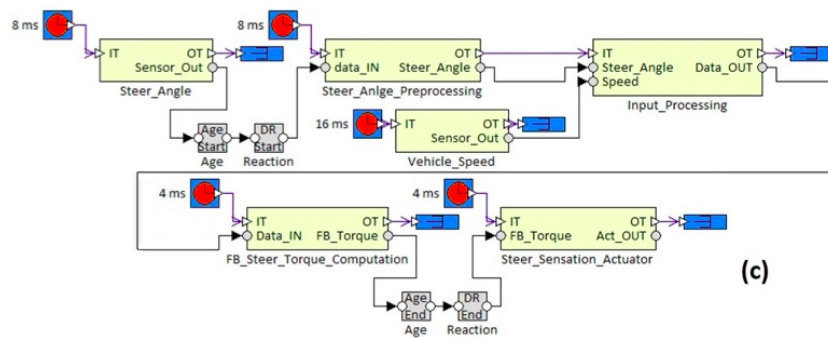 8 ms
IT OT
Sensor_Out
Steer_Angle
8 ms
IT OT
data_IN Steer_Angle
Steer_Anlge_Preprocessing
IT OT
Steer_Angle Data_OUT
Speed
Input_Processing
Age Start
Age
DR Start
Reaction
16 ms
IT OT
Sensor_Out
Vehicle_Speed
4 ms
IT OT
Data_IN FB_Torque
FB_Steer_Torque_Computation
4 ms
IT OT
FB_Torque Act_OUT
Steer_Sensation_Actuator
(c)
Age End
Age
DR End
Reaction